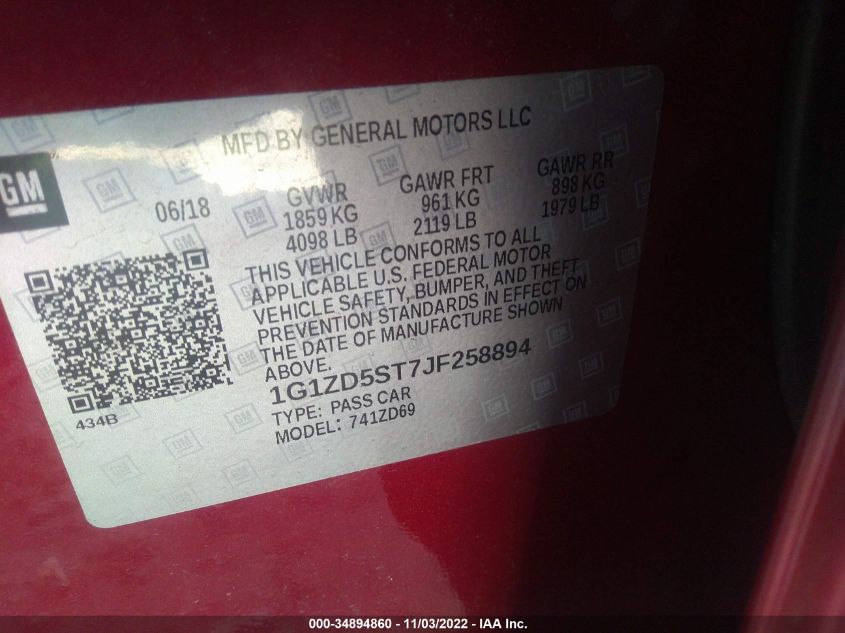 MFD BY GENERAL MOTORS LLC
GM
06/18
GVWR GAWR FRT GAWR RR
1859 KG 961 KG 898 KG
4098 LB 2119 LB 1979 LB
THIS VEHICLE CONFORMS TO ALL
APPLICABLE U.S. FEDERAL MOTOR
VEHICLE SAFETY, BUMPER, AND THEFT
PREVENTION STANDARDS IN EFFECT ON
THE DATE OF MANUFACTURE SHOWN
ABOVE.
1G1ZD5ST7JF258894
434B
TYPE: PASS CAR
MODEL: 741ZD69
000-34894860 - 11/03/2022 - IAA Inc.